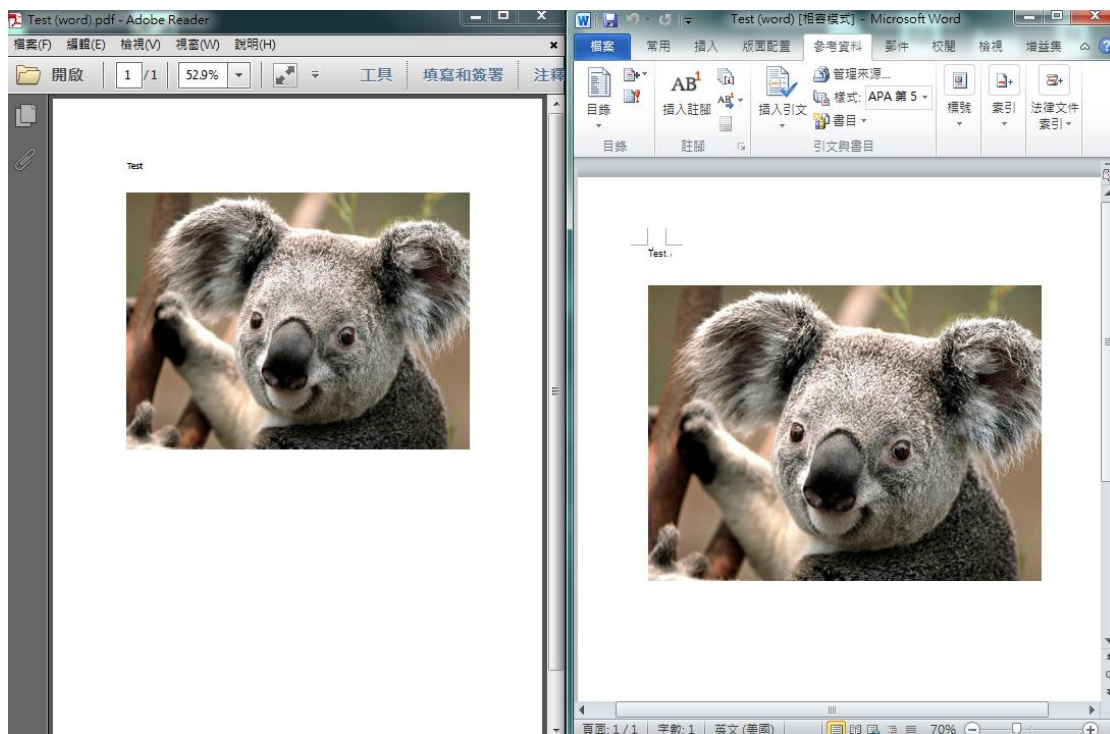 Test (word).pdf - Adobe Reader
檔案(F) 編輯(E) 檢視(V) 視窗(W) 說明(H)
開啟 1 / 1 52.9% 工具 填寫和簽署 注釋
Test
Test (word) [相容模式] - Microsoft Word
檔案 常用 插入 版面配置 參考資料 郵件 校閱 檢視 增益集
目錄
AB1
插入註腳
AB
插入引文
管理來源...
樣式: APA 第 5
書目
標號
索引
法律文件
索引
目錄 註腳 引文與書目
Test
頁面: 1 / 1 字數: 1 英文 (美國) 70%